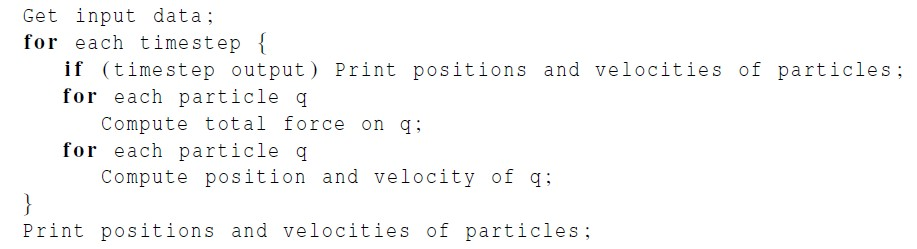 Get input data;
for each timestep {
if (timestep output) Print positions and velocities of particles;
for each particle q
Compute total force on q;
for each particle q
Compute position and velocity of q;
}
Print positions and velocities of particles;